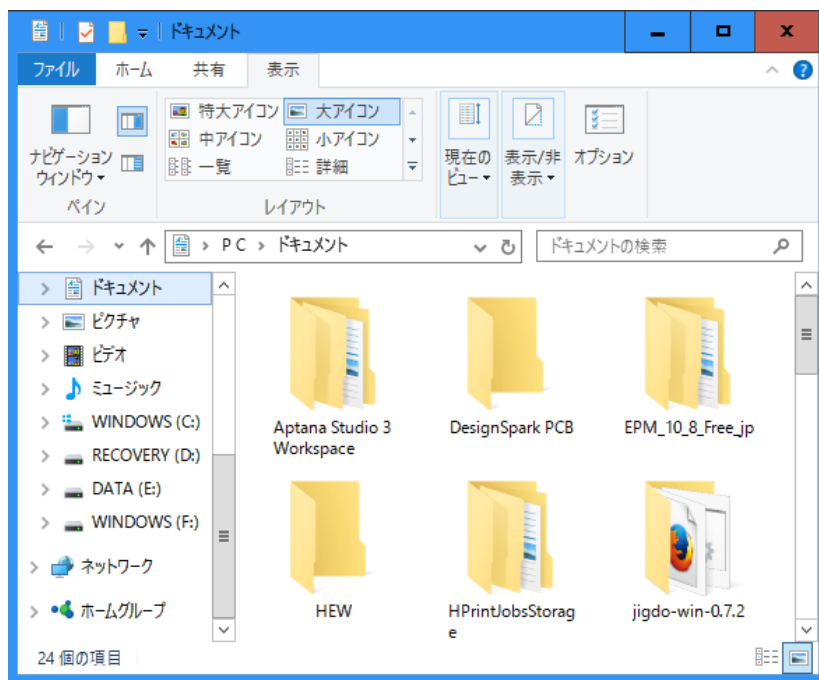 ドキュメント
ファイル ホーム 共有 表示
特大アイコン 大アイコン
中アイコン 小アイコン
一覧 詳細
ナビゲーション
ウィンドウ
現在の
ビュー
表示/非
表示
オプション
ペイン
レイアウト
PC ドキュメント
ドキュメントの検索
ドキュメント
ピクチャ
ビデオ
ミュージック
WINDOWS (C:)
RECOVERY (D:)
DATA (E:)
WINDOWS (F:)
ネットワーク
ホームグループ
Aptana Studio 3
Workspace
DesignSpark PCB
EPM_10_8_Free_jp
HEW
HPrintJobsStorag
e
jigdo-win-0.7.2
24 個の項目